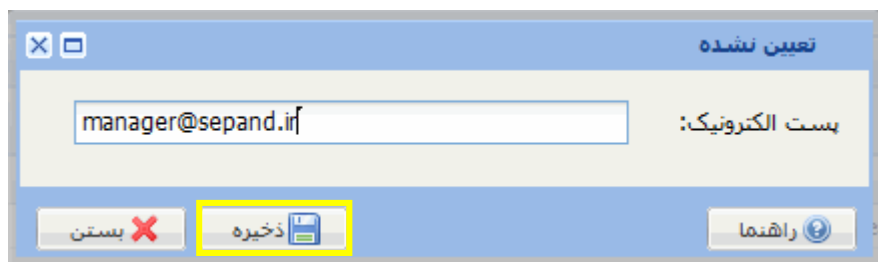 تعیین نشده
پست الکترونیک:
manager@sepand.ir
راهنما
ذخیره
بستن